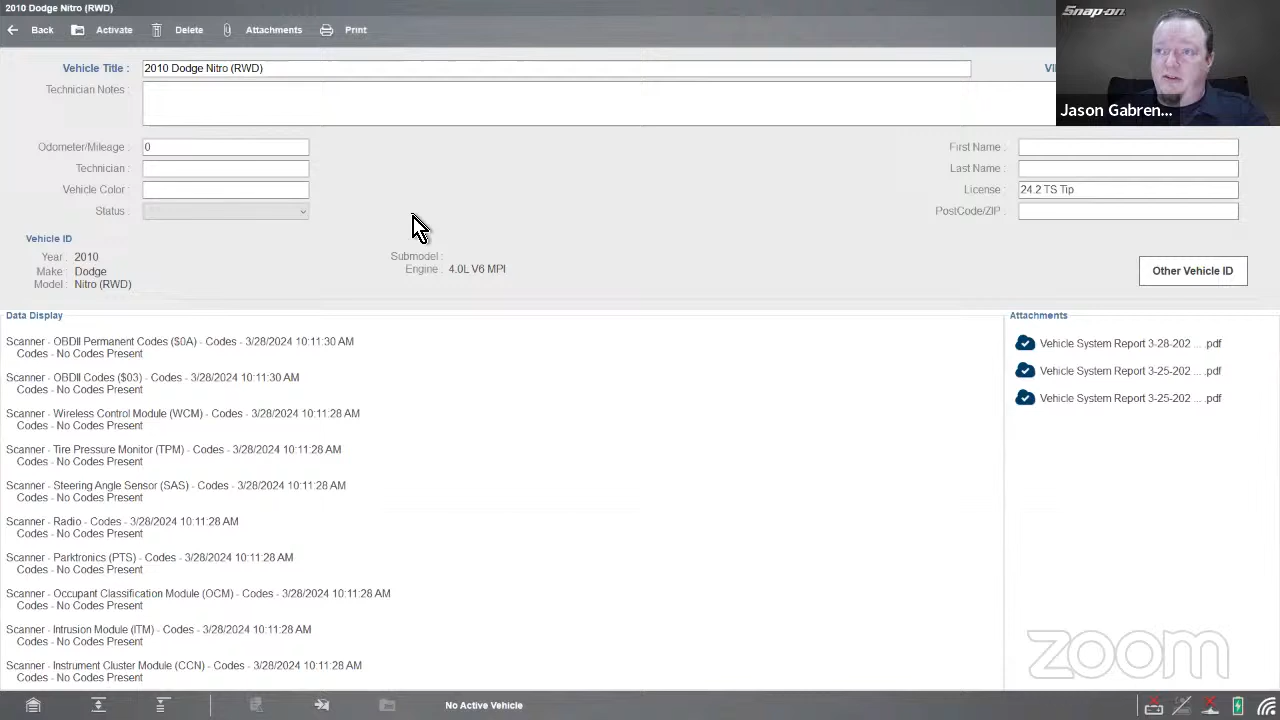 2010 Dodge Nitro (RWD)
Back Activate Delete Attachments Print
Snap-on
Jason Gabren...
Vehicle Title : 2010 Dodge Nitro (RWD)
Technician Notes :
Odometer/Mileage : 0
Technician :
Vehicle Color :
Status :
First Name :
Last Name :
License : 24.2 TS Tip
PostCode/ZIP :
Vehicle ID
Year : 2010
Make : Dodge
Model : Nitro (RWD)
Submodel :
Engine : 4.0L V6 MPI
Other Vehicle ID
Data Display
Scanner - OBDII Permanent Codes ($0A) - Codes - 3/28/2024 10:11:30 AM
Codes - No Codes Present
Scanner - OBDII Codes ($03) - Codes - 3/28/2024 10:11:30 AM
Codes - No Codes Present
Scanner - Wireless Control Module (WCM) - Codes - 3/28/2024 10:11:28 AM
Codes - No Codes Present
Scanner - Tire Pressure Monitor (TPM) - Codes - 3/28/2024 10:11:28 AM
Codes - No Codes Present
Scanner - Steering Angle Sensor (SAS) - Codes - 3/28/2024 10:11:28 AM
Codes - No Codes Present
Scanner - Radio - Codes - 3/28/2024 10:11:28 AM
Codes - No Codes Present
Scanner - Parktronics (PTS) - Codes - 3/28/2024 10:11:28 AM
Codes - No Codes Present
Scanner - Occupant Classification Module (OCM) - Codes - 3/28/2024 10:11:28 AM
Codes - No Codes Present
Scanner - Intrusion Module (ITM) - Codes - 3/28/2024 10:11:28 AM
Codes - No Codes Present
Scanner - Instrument Cluster Module (CCN) - Codes - 3/28/2024 10:11:28 AM
Codes - No Codes Present
Attachments
Vehicle System Report 3-28-202 ... .pdf
Vehicle System Report 3-25-202 ... .pdf
Vehicle System Report 3-25-202 ... .pdf
zoom
No Active Vehicle